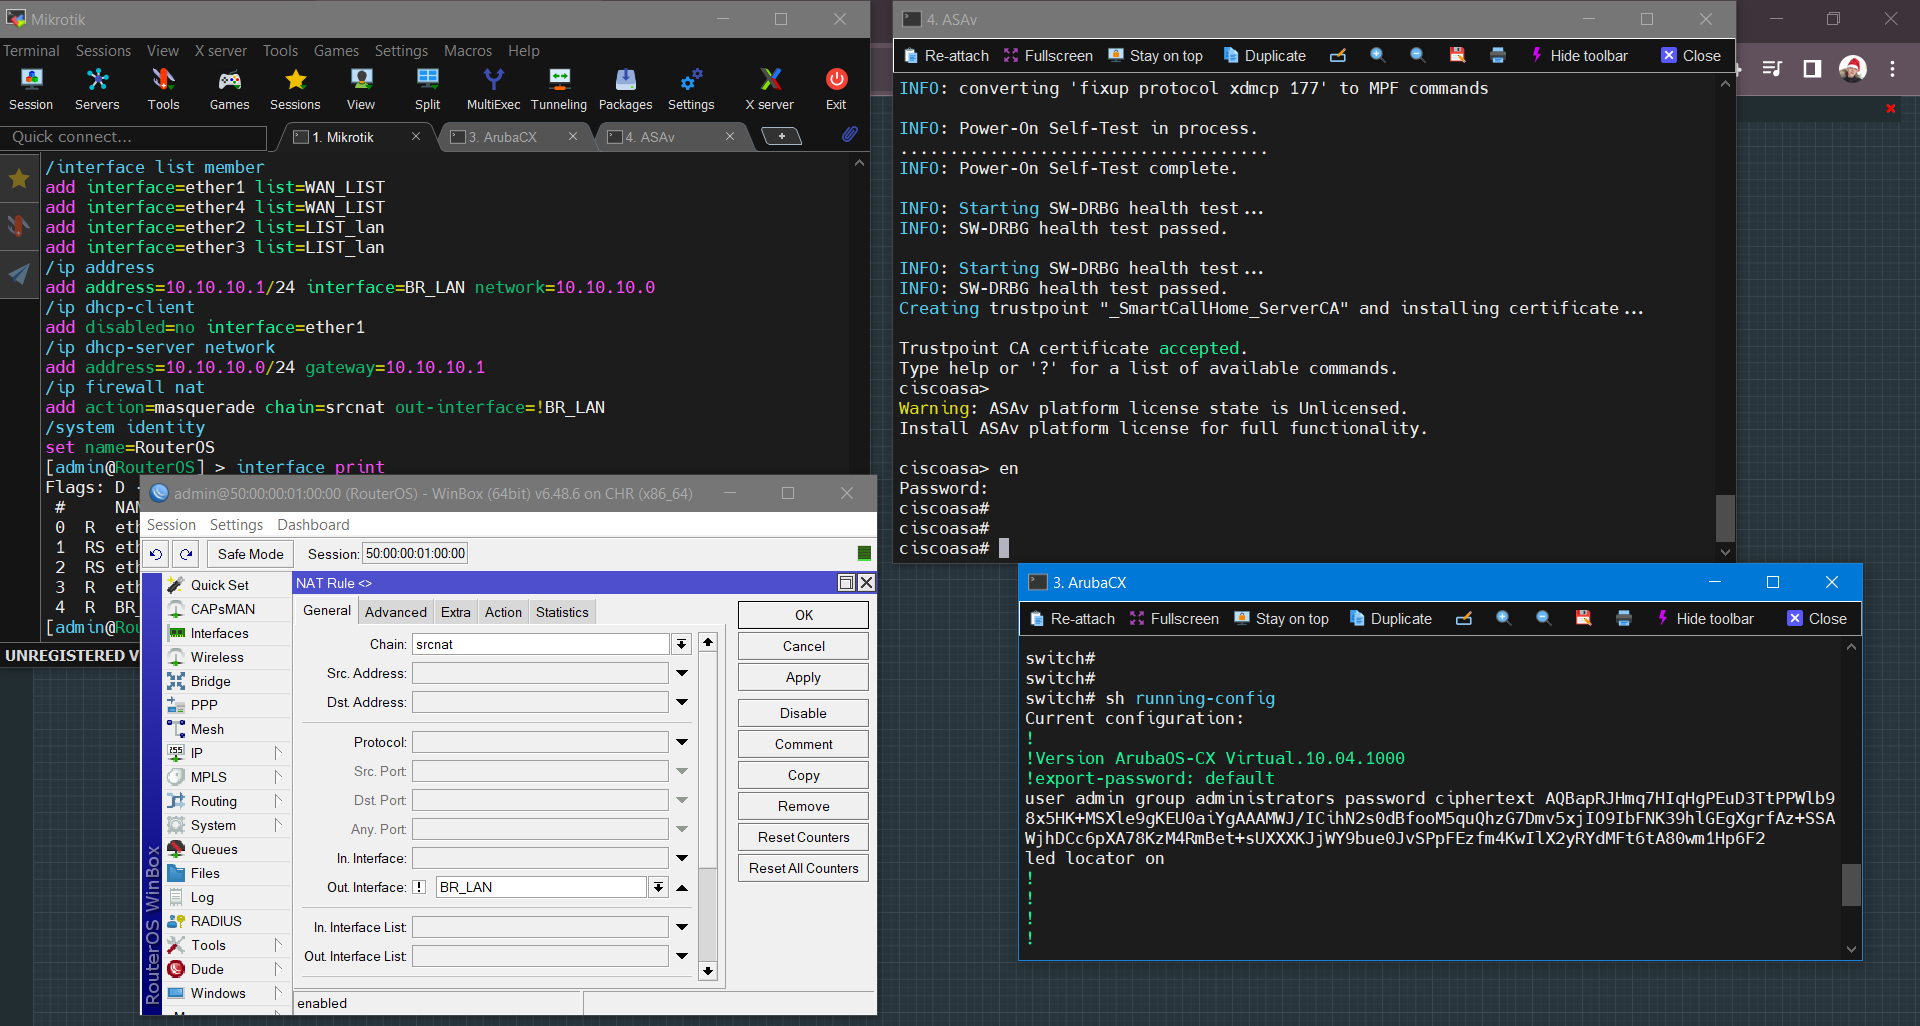 Mikrotik
Terminal Sessions View X server Tools Games Settings Macros Help
Session Servers Tools Games Sessions View Split MultiExec Tunneling Packages Settings X server Exit
Quick connect...
1. Mikrotik
3. ArubaCX
4. ASAv
/interface list member
add interface=ether1 list=WAN_LIST
add interface=ether4 list=WAN_LIST
add interface=ether2 list=LIST_lan
add interface=ether3 list=LIST_lan
/ip address
add address=10.10.10.1/24 interface=BR_LAN network=10.10.10.0
/ip dhcp-client
add disabled=no interface=ether1
/ip dhcp-server network
add address=10.10.10.0/24 gateway=10.10.10.1
/ip firewall nat
add action=masquerade chain=srcnat out-interface=!BR_LAN
/system identity
set name=RouterOS
[admin@RouterOS] > interface print
Flags: D
#
0 R
1 RS
2 RS
3 R
4 R BR_
UNREGISTERED
admin@50:00:00:01:00:00 (RouterOS) - WinBox (64bit) v6.48.6 on CHR (x86_64)
Session Settings Dashboard
Safe Mode Session: 50:00:00:01:00:00
RouterOS WinBox
Quick Set
CAPsMAN
Interfaces
Wireless
Bridge
PPP
Mesh
IP
MPLS
Routing
System
Queues
Files
Log
RADIUS
Tools
Dude
Windows
NAT Rule <>
General Advanced Extra Action Statistics
Chain: srcnat
Src. Address:
Dst. Address:
Protocol:
Src. Port:
Dst. Port:
Any. Port:
In. Interface:
Out. Interface: ! BR_LAN
In. Interface List:
Out. Interface List:
OK
Cancel
Apply
Disable
Comment
Copy
Remove
Reset Counters
Reset All Counters
enabled
4. ASAv
Re-attach Fullscreen Stay on top Duplicate Hide toolbar Close
INFO: converting 'fixup protocol xdmcp 177' to MPF commands
INFO: Power-On Self-Test in process.
.....................................
INFO: Power-On Self-Test complete.
INFO: Starting SW-DRBG health test...
INFO: SW-DRBG health test passed.
INFO: Starting SW-DRBG health test...
INFO: SW-DRBG health test passed.
Creating trustpoint "_SmartCallHome_ServerCA" and installing certificate...
Trustpoint CA certificate accepted.
Type help or '?' for a list of available commands.
ciscoasa>
Warning: ASAv platform license state is Unlicensed.
Install ASAv platform license for full functionality.
ciscoasa> en
Password:
ciscoasa#
ciscoasa#
ciscoasa#
3. ArubaCX
Re-attach Fullscreen Stay on top Duplicate Hide toolbar Close
switch#
switch#
switch# sh running-config
Current configuration:
!
!Version ArubaOS-CX Virtual.10.04.1000
!export-password: default
user admin group administrators password ciphertext AQBapRJHmq7HIqHgPEuD3TtPPWlb9
8x5HK+MSXle9gKEU0aiYgAAAMWJ/ICihN2s0dBfooM5quQhzG7Dmv5xjIO9IbFNK39hlGEgXgrfAz+SSA
WjhDCc6pXA78KzM4RmBet+sUXXXKJjWY9bue0JvSPpFEzfm4KwIlX2yRYdMFt6tA80wm1Hp6F2
led locator on
!
!
!
!